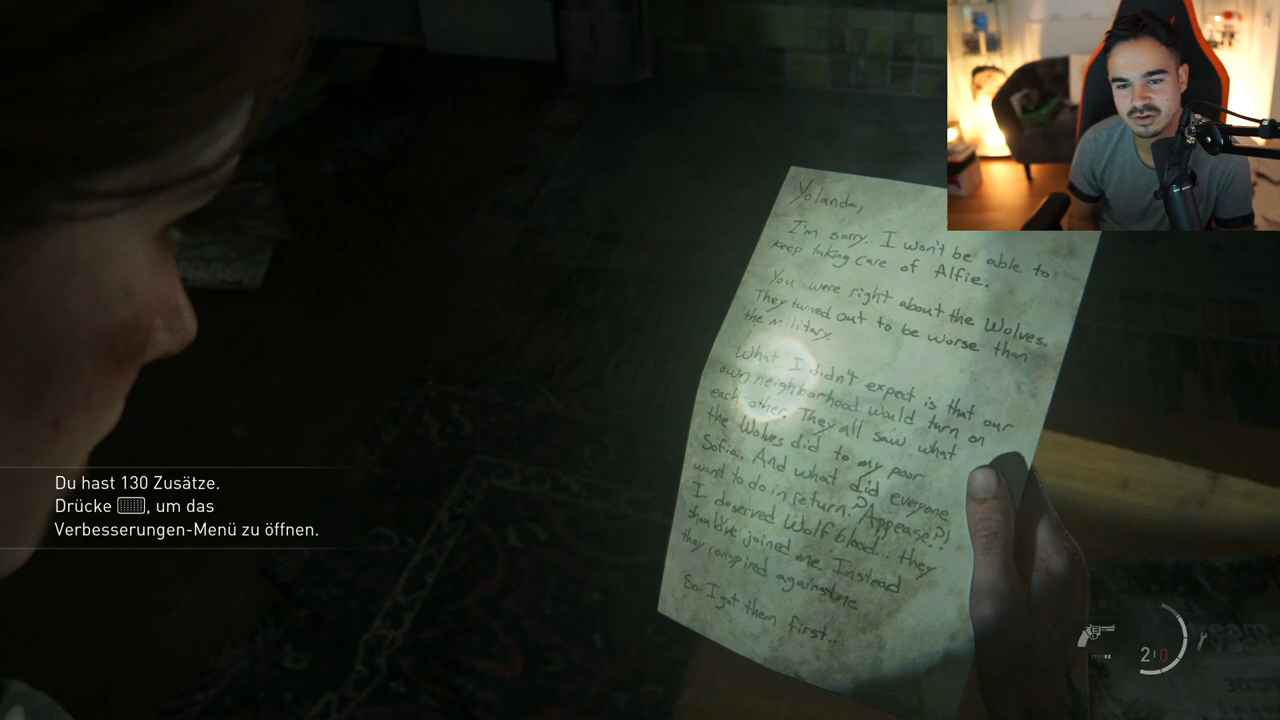 Yolanda,
I'm sorry. I won't be able to
keep taking care of Alfie.
You were right about the Wolves.
They turned out to be worse than
the military.
What I didn't expect is that our
own neighborhood would turn on
each other. They all saw what
the Wolves did to my poor
Sofia. And what did everyone
want to do in return? Appease?!
I deserved Wolf blood... they
should've joined me. Instead
they conspired against me
So I got them first...
Du hast 130 Zusätze.
Drücke , um das
Verbesserungen-Menü zu öffnen.
2 0